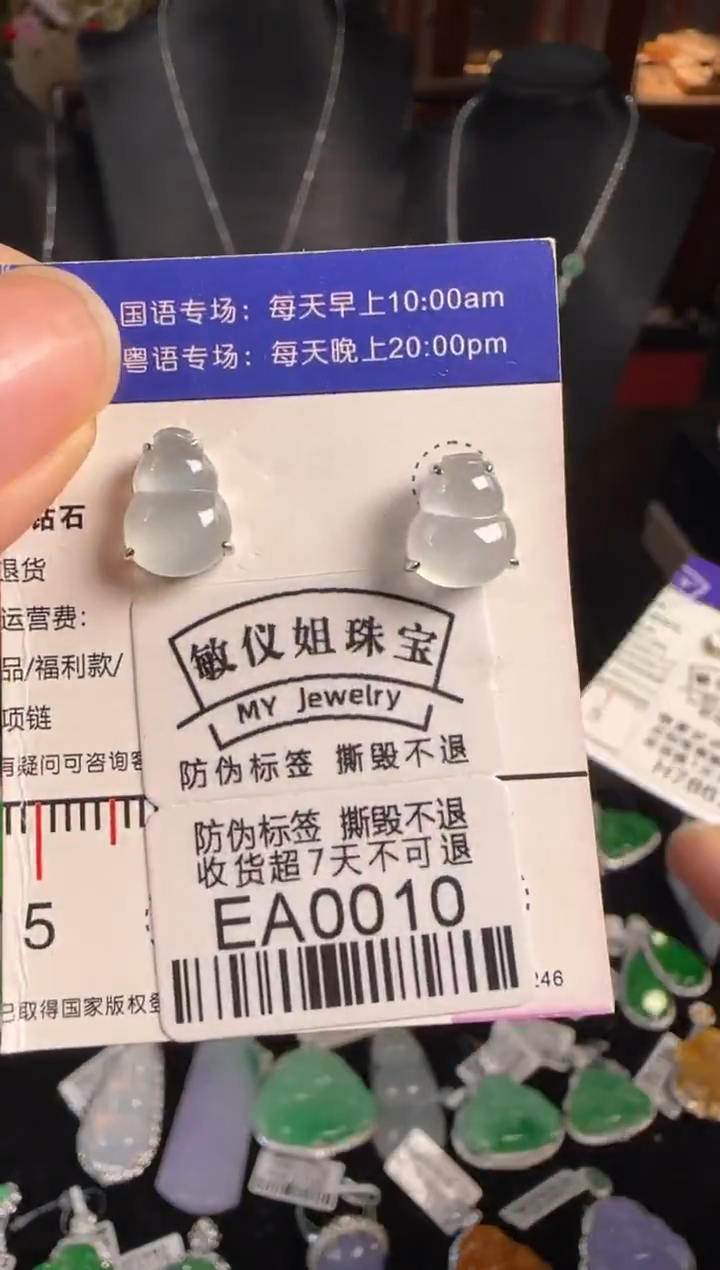 国语专场：每天早上10:00am
粤语专场：每天晚上20:00pm
钻石
退货
运营费：
品/福利款/
项链
有疑问可咨询客
敏仪姐珠宝
MY Jewelry
防伪标签 撕毁不退
防伪标签 撕毁不退
收货超7天不可退
EA0010
5
已取得国家版权登
246